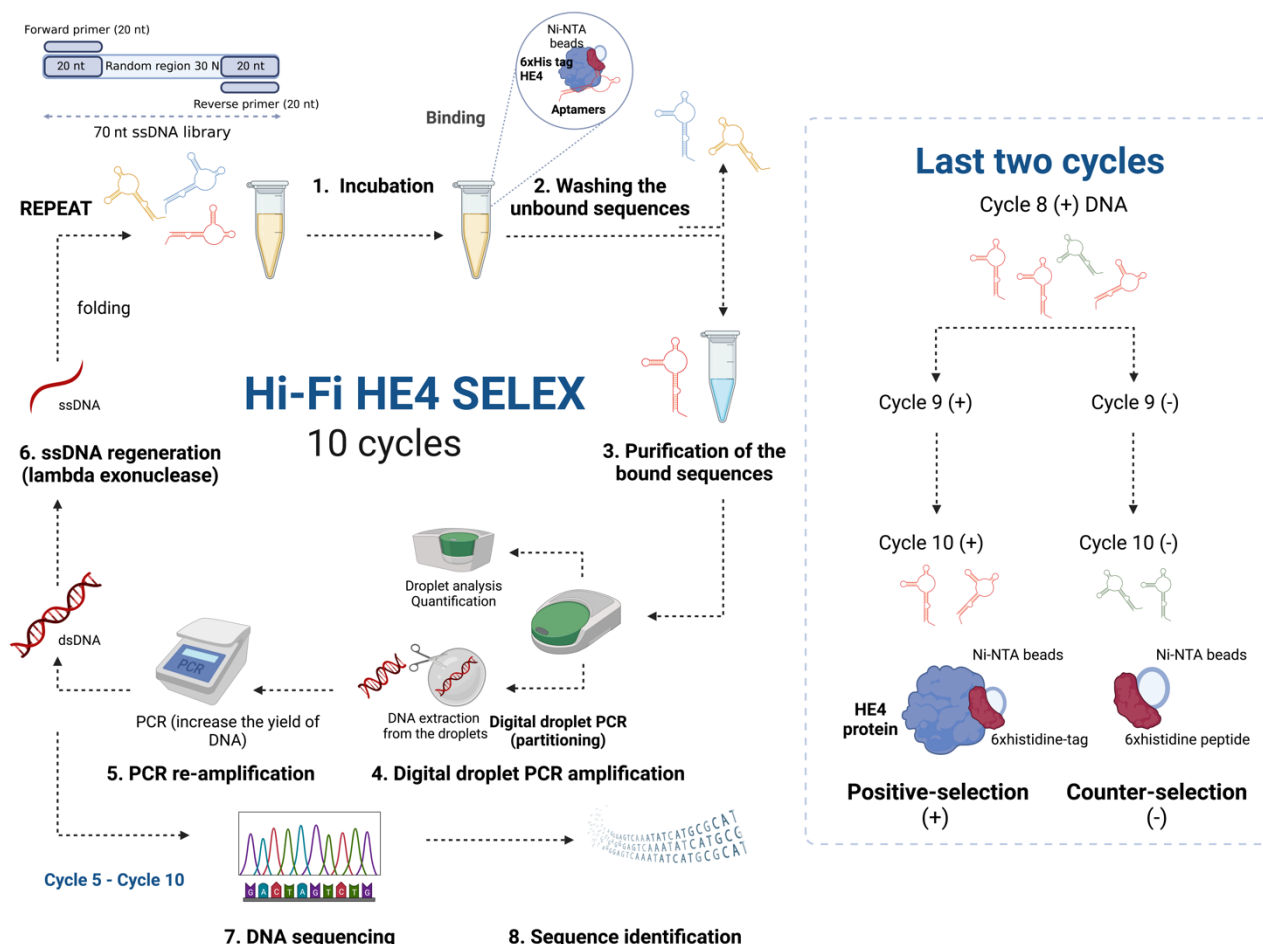 Forward primer (20 nt)
20 nt
Random region 30 N
20 nt
Reverse primer (20 nt)
70 nt ssDNA library
Ni-NTA
beads
6xHis tag
HE4
Aptamers
Binding
REPEAT
1. Incubation
2. Washing the
unbound sequences
folding
ssDNA
Hi-Fi HE4 SELEX
10 cycles
6. ssDNA regeneration
(lambda exonuclease)
3. Purification of the
bound sequences
Droplet analysis
Quantification
dsDNA
PCR
PCR (increase the yield of
DNA)
DNA extraction
from the droplets
Digital droplet PCR
(partitioning)
5. PCR re-amplification
4. Digital droplet PCR amplification
Cycle 5 - Cycle 10
G A C T A G T C T G
7. DNA sequencing
GAGTCAAATATCATGCGCAT
GAGTCAAATATCATGCG
GAGTCAAATATCATGCGCAT
8. Sequence identification
Last two cycles
Cycle 8 (+) DNA
Cycle 9 (+)
Cycle 9 (-)
Cycle 10 (+)
Cycle 10 (-)
Ni-NTA beads
HE4
protein
6xhistidine-tag
Ni-NTA beads
6xhistidine peptide
Positive-selection
(+)
Counter-selection
(-)